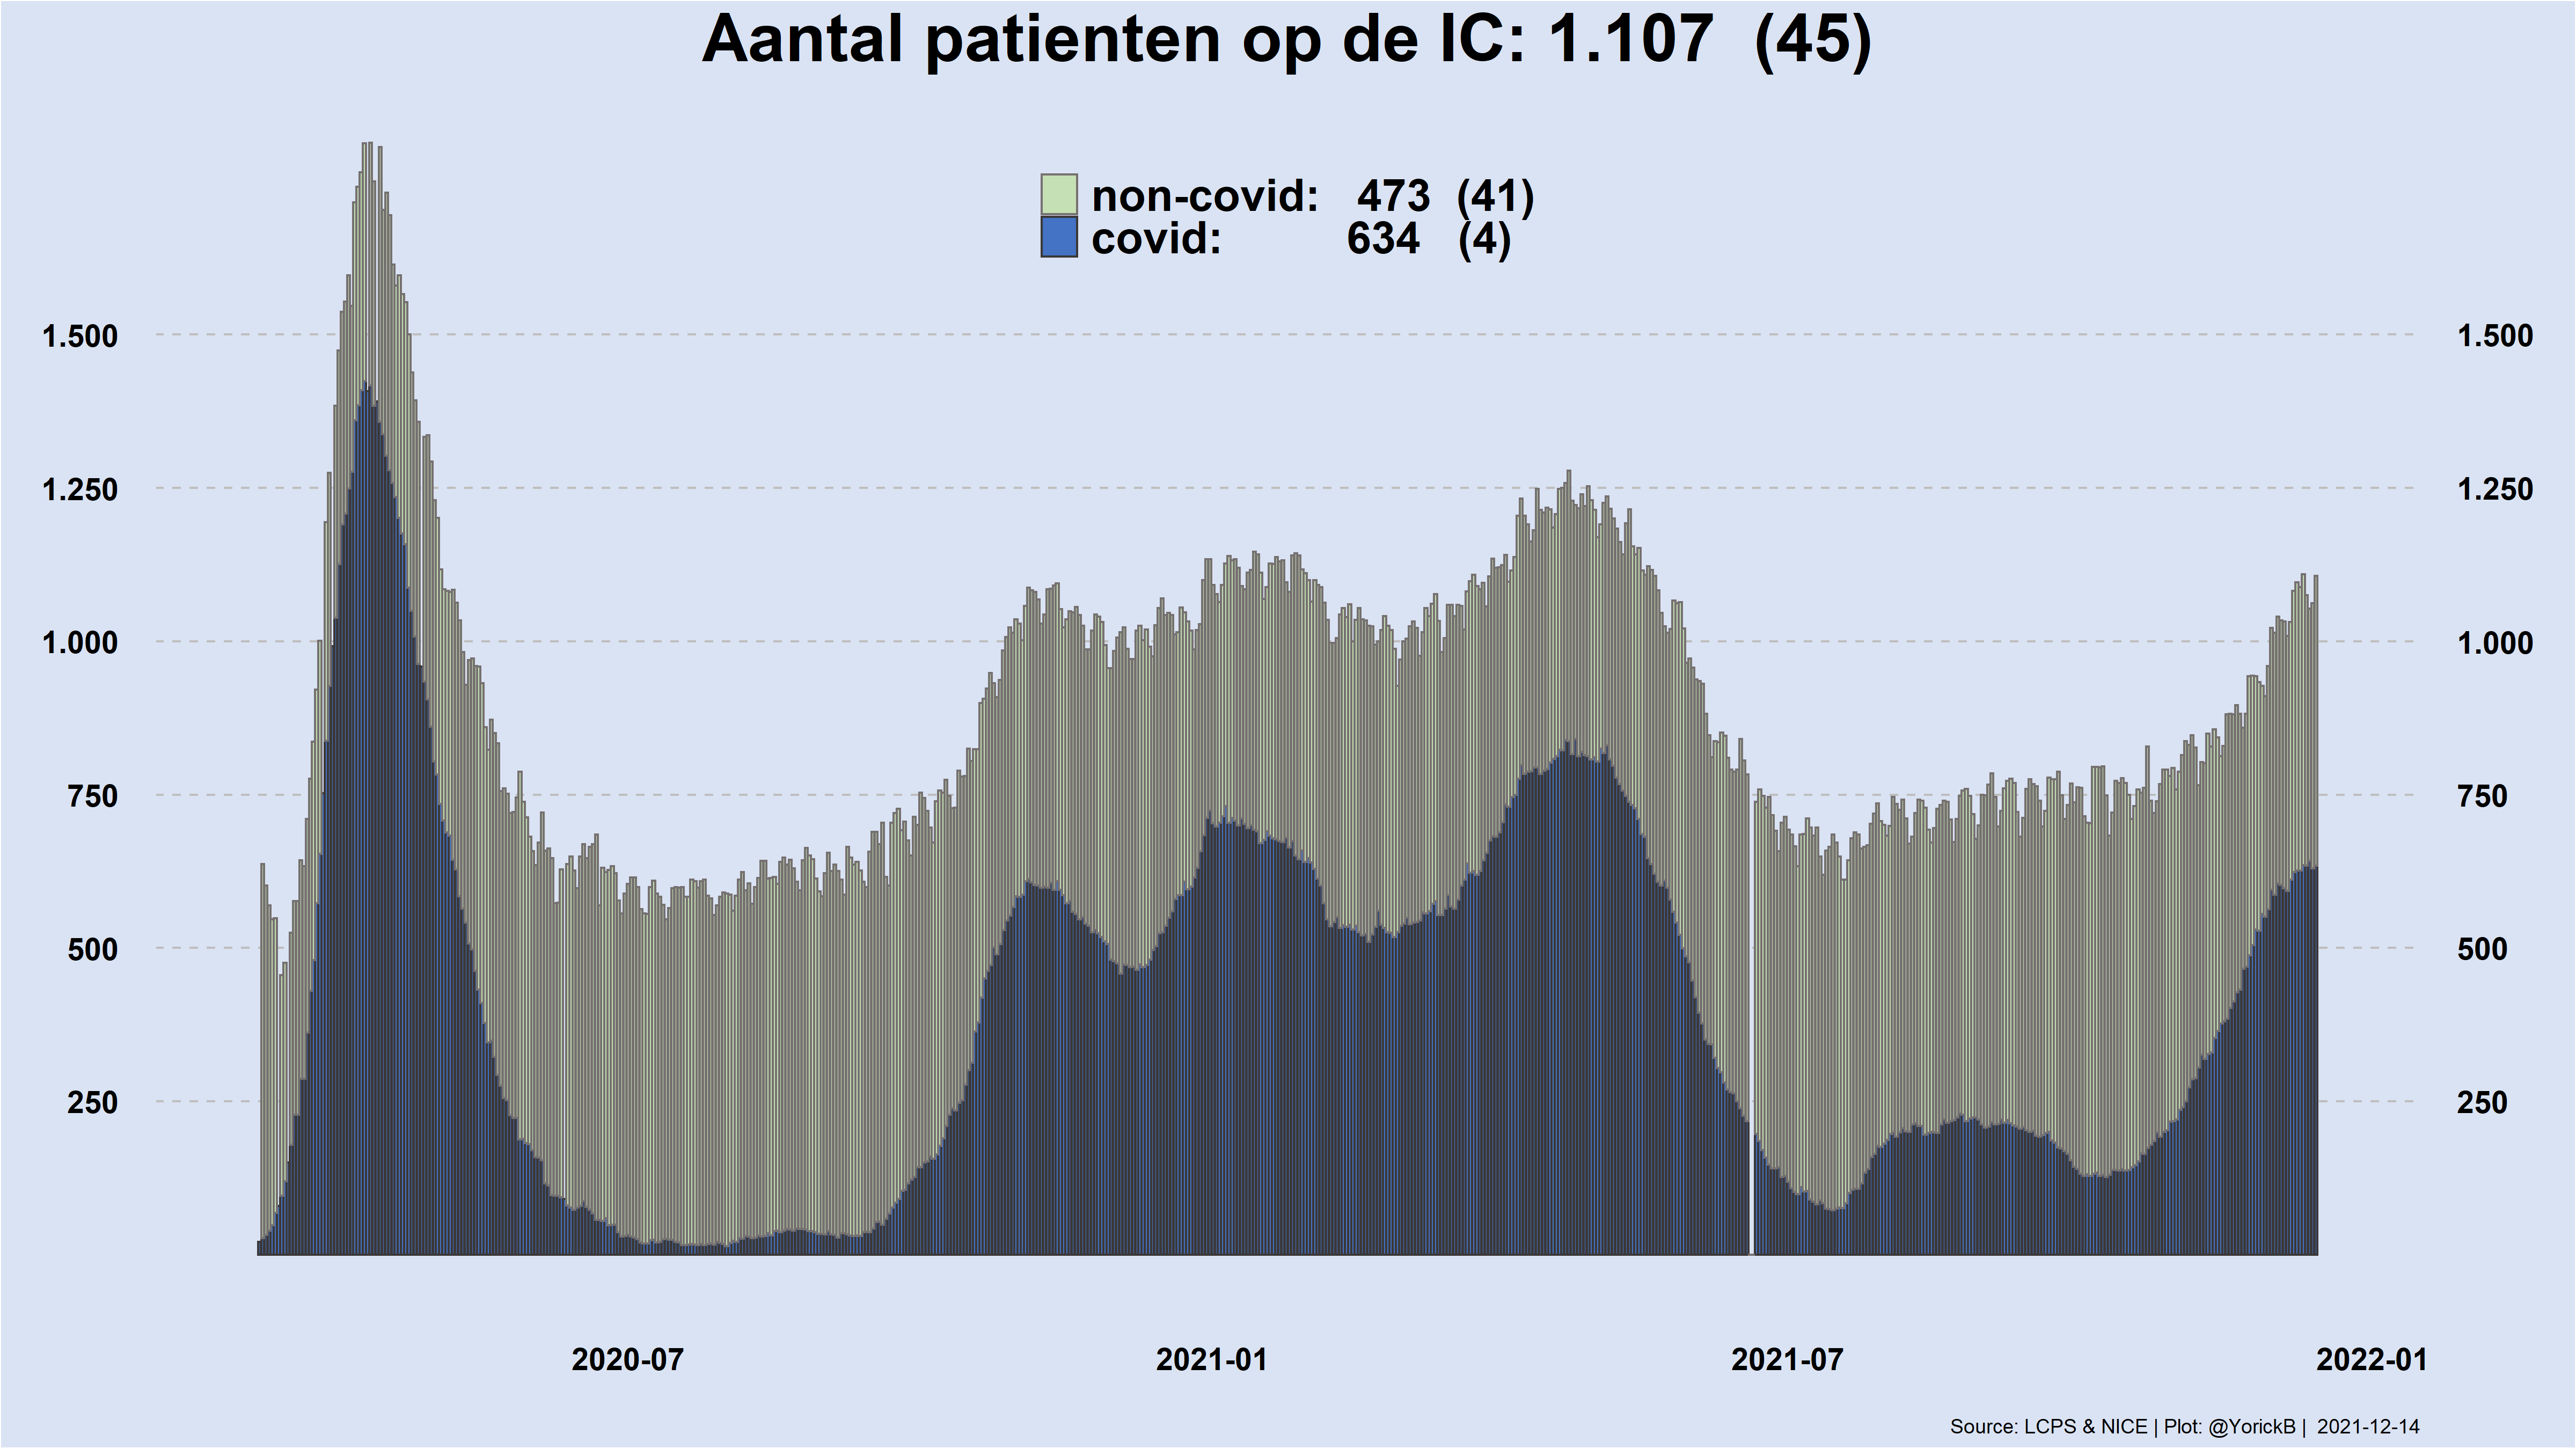 Aantal patienten op de IC: 1.107 (45)
non-covid: 473 (41)
covid: 634 (4)
1.500 1.500
1.250 1.250
1.000 1.000
750 750
500 500
250 250
2020-07 2021-01 2021-07 2022-01
Source: LCPS & NICE | Plot: @YorickB | 2021-12-14